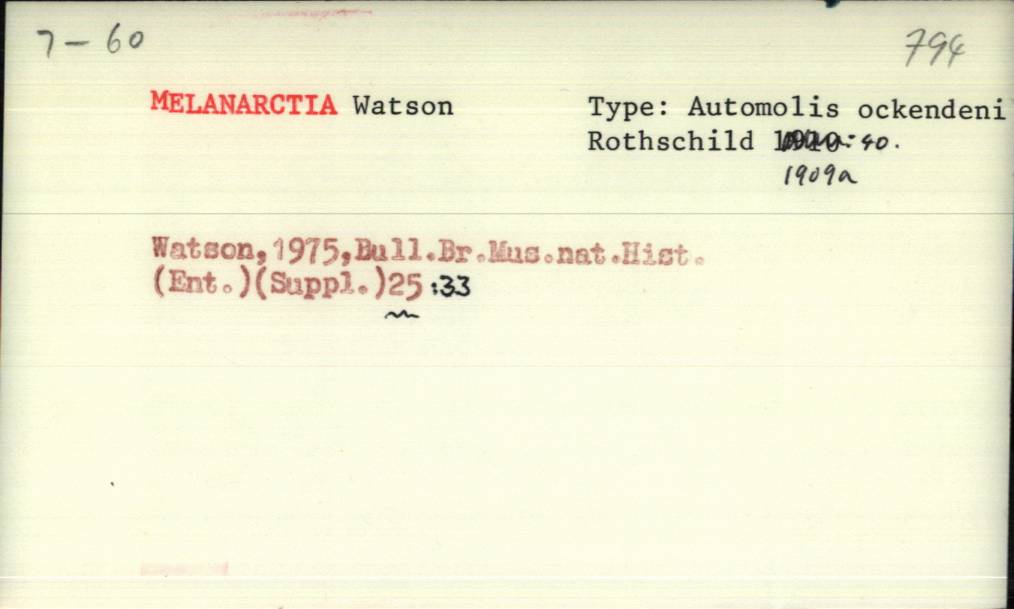 7 – 60
794
MELANARCTIA Watson
Type: Automolis ockendeni
Rothschild 1910: 40.
1909a
Watson,1975,Bull.Br.Mus.nat.Hist.
(Ent.)(Suppl.)25:33